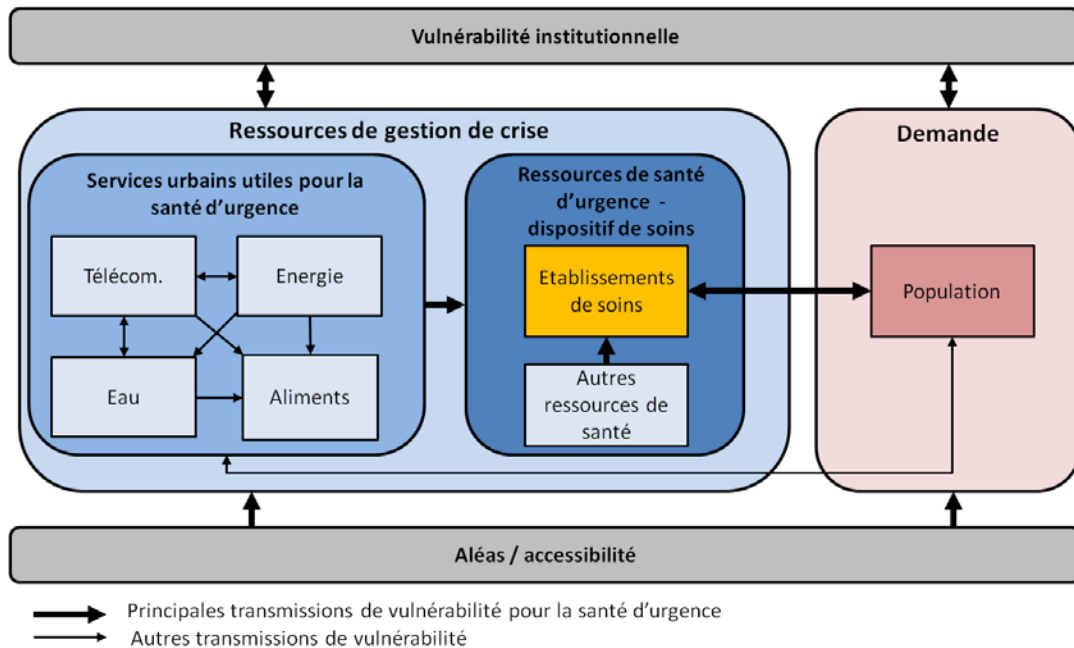 Vulnérabilité institutionnelle
Ressources de gestion de crise
Demande
Services urbains utiles pour la
santé d'urgence
Ressources de santé
d'urgence -
dispositif de soins
Télécom.
Energie
Etablissements
de soins
Population
Eau
Aliments
Autres
ressources de
santé
Aléas / accessibilité
Principales transmissions de vulnérabilité pour la santé d'urgence
Autres transmissions de vulnérabilité